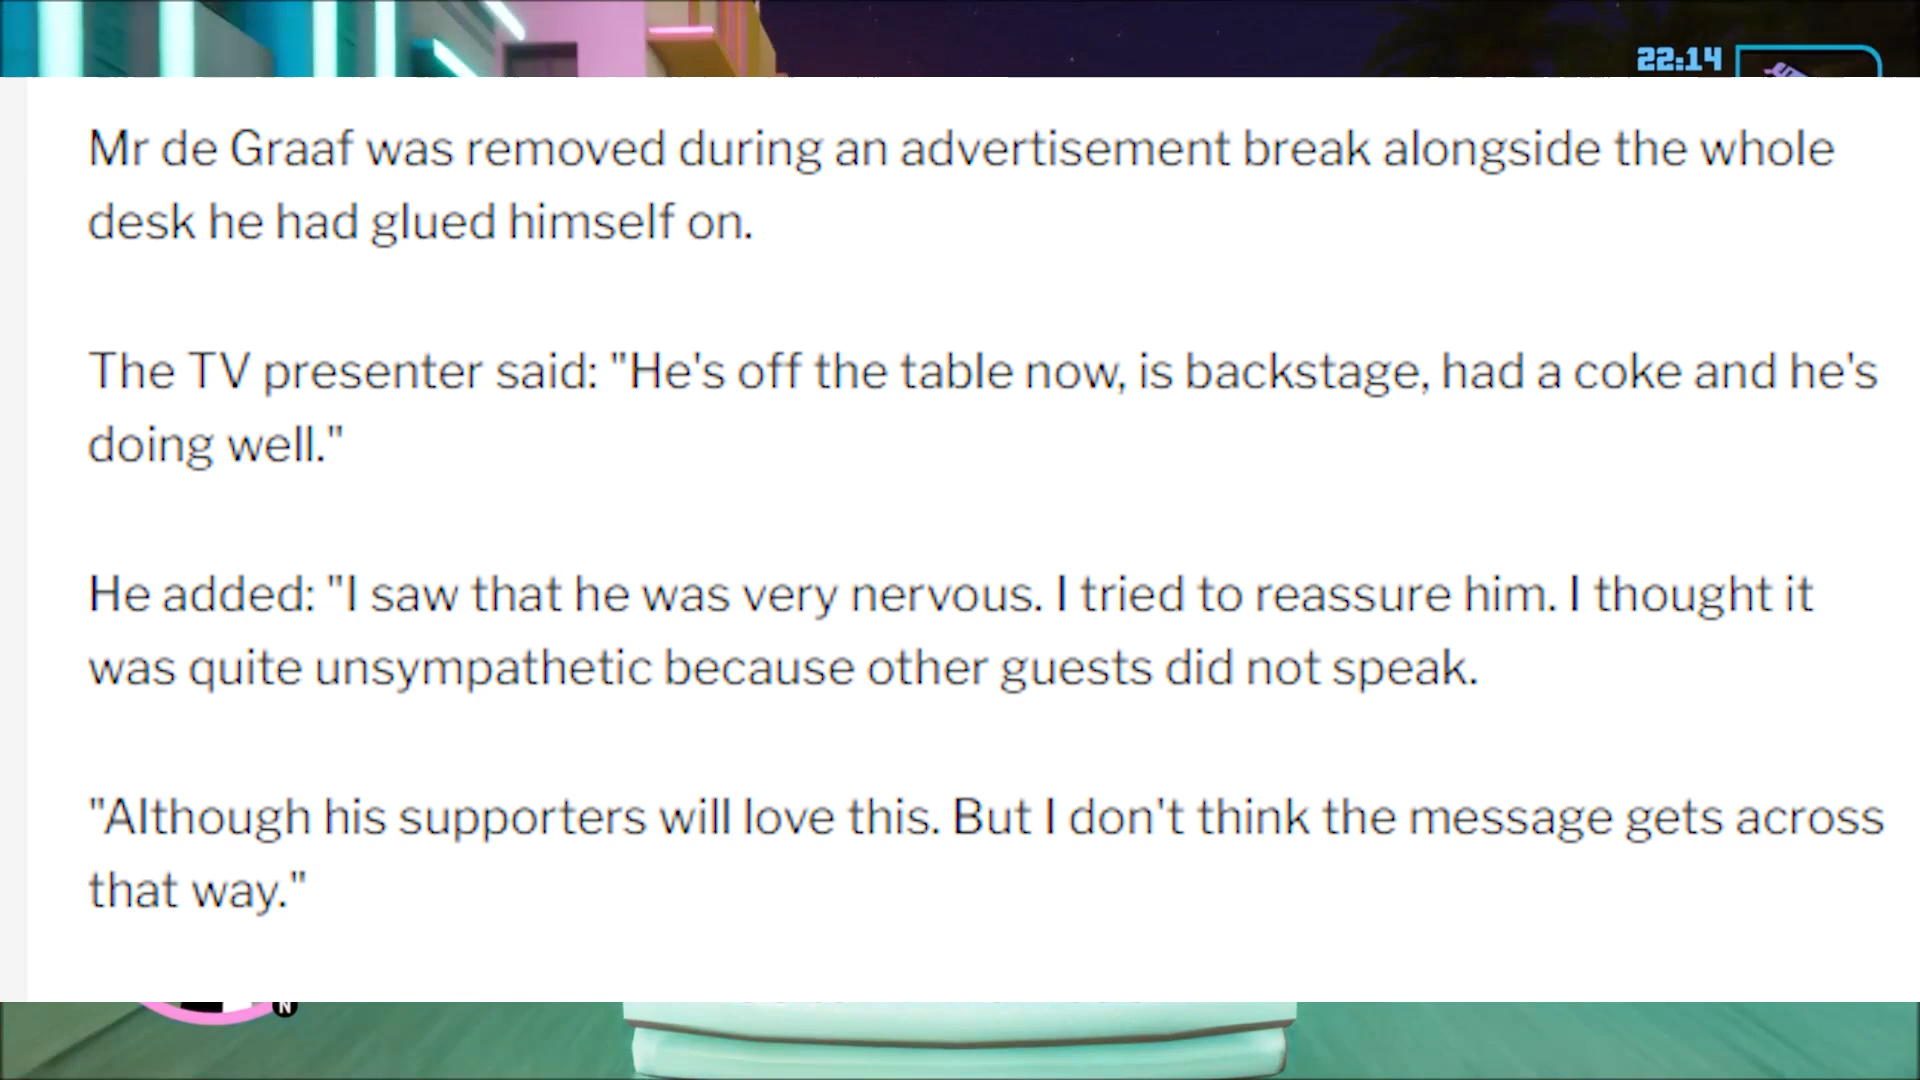 22:14
Mr de Graaf was removed during an advertisement break alongside the whole
desk he had glued himself on.
The TV presenter said: "He's off the table now, is backstage, had a coke and he's
doing well."
He added: "I saw that he was very nervous. I tried to reassure him. I thought it
was quite unsympathetic because other guests did not speak.
"Although his supporters will love this. But I don't think the message gets across
that way."
N